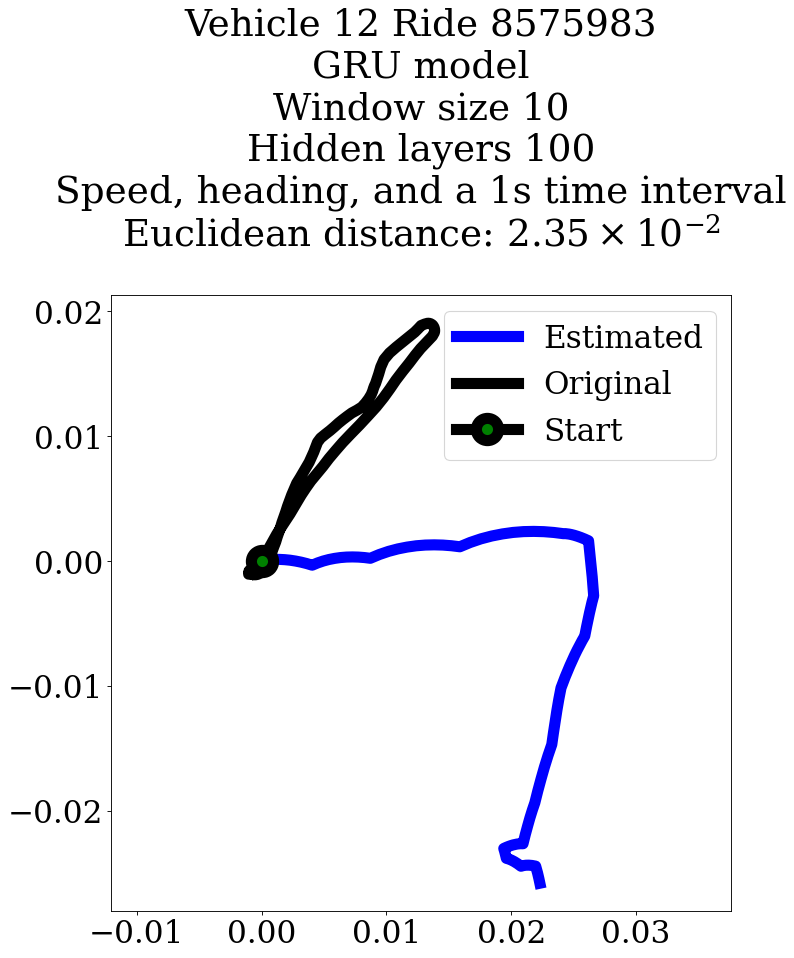 Vehicle 12 Ride 8575983
GRU model
Window size 10
Hidden layers 100
Speed, heading, and a 1s time interval
Euclidean distance: 2.35 × 10⁻²
0.02
0.01
0.00
−0.01
−0.02
Estimated
Original
Start
−0.01 0.00 0.01 0.02 0.03